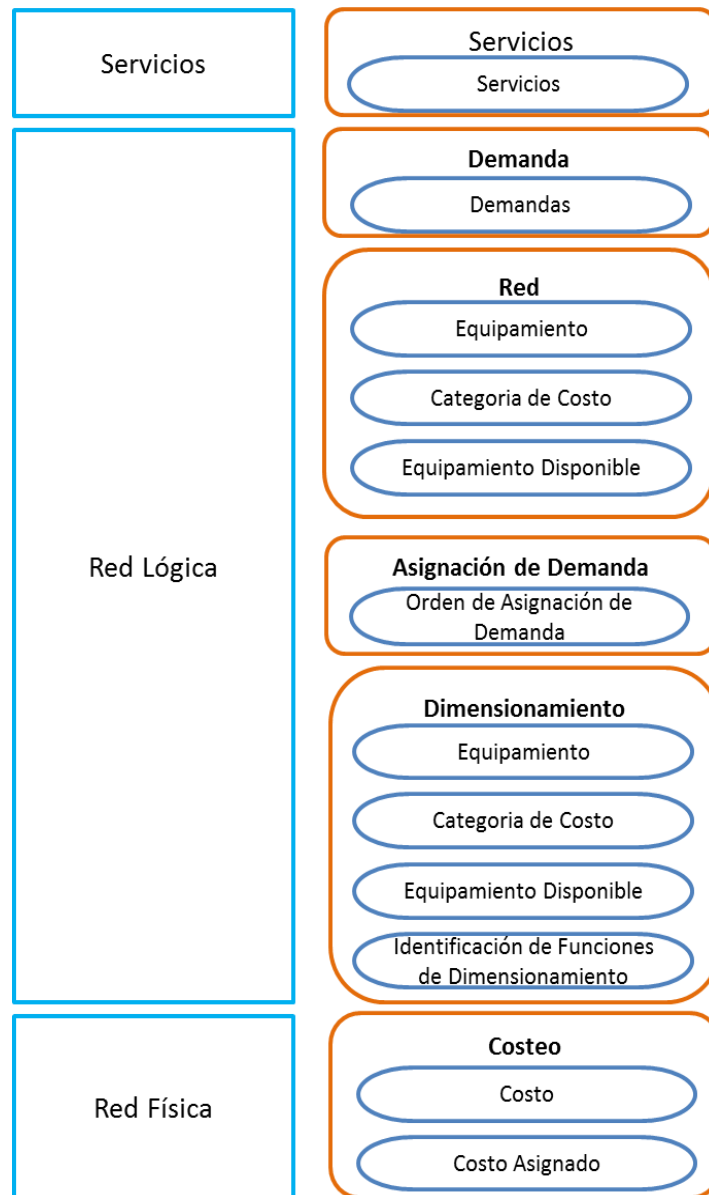 Servicios
Servicios
Servicios
Red Lógica
Demanda
Demandas
Red
Equipamiento
Categoria de Costo
Equipamiento Disponible
Asignación de Demanda
Orden de Asignación de
Demanda
Dimensionamiento
Equipamiento
Categoria de Costo
Equipamiento Disponible
Identificación de Funciones
de Dimensionamiento
Red Física
Costeo
Costo
Costo Asignado